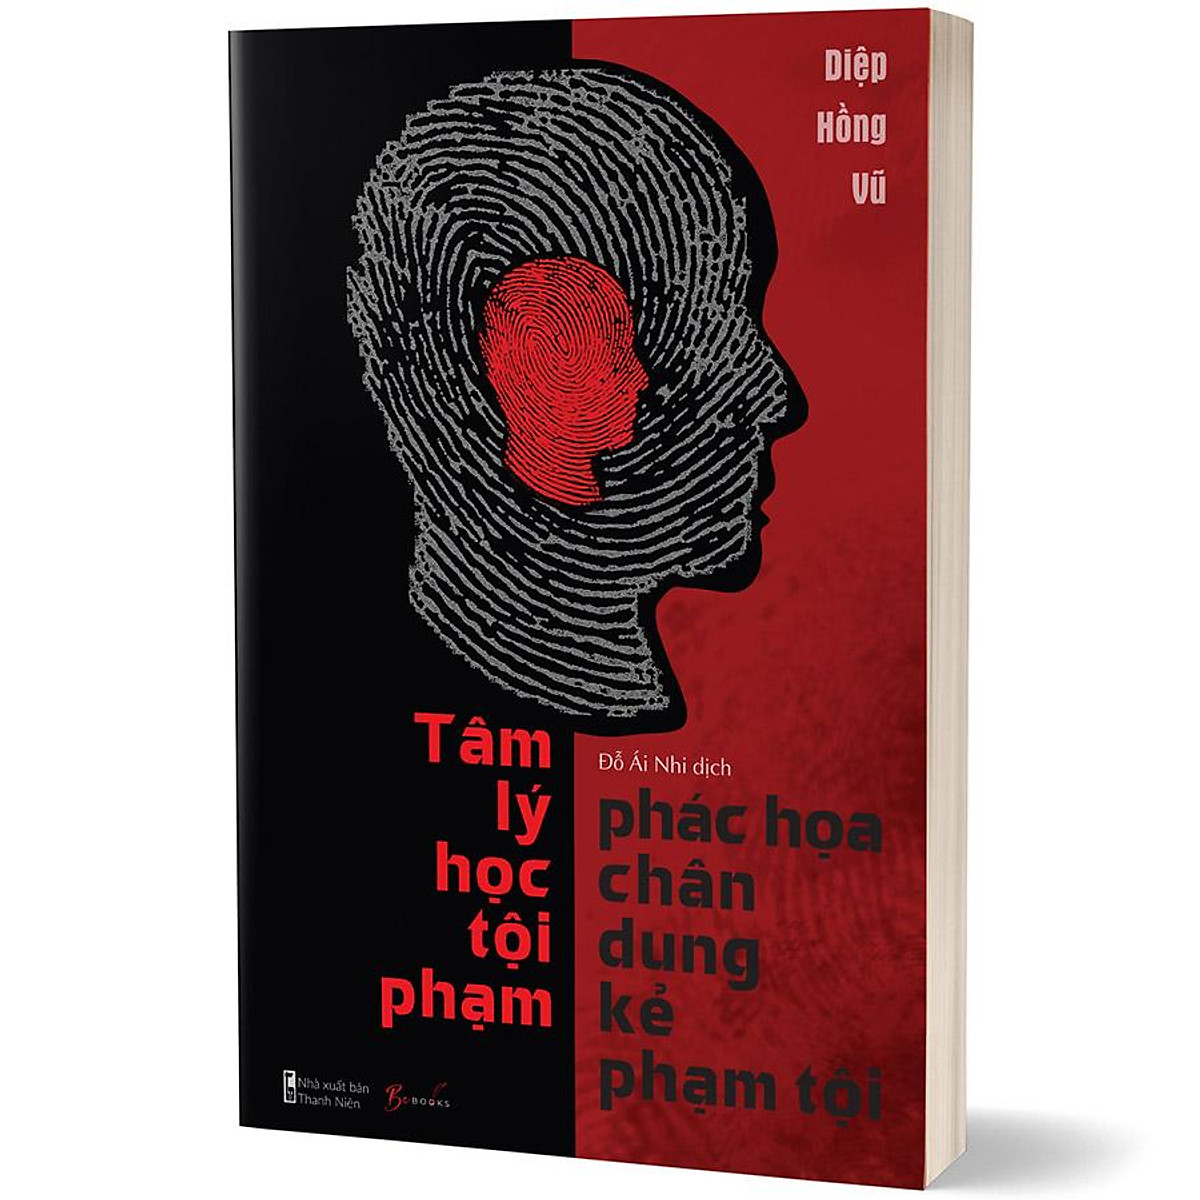 Diệp
Hồng
Vũ
Tâm
lý
học
tội
phạm
Đỗ Ái Nhi dịch
phác họa
chân
dung
kẻ
phạm tội
Nhà xuất bản
Thanh Niên
Be BOOKS